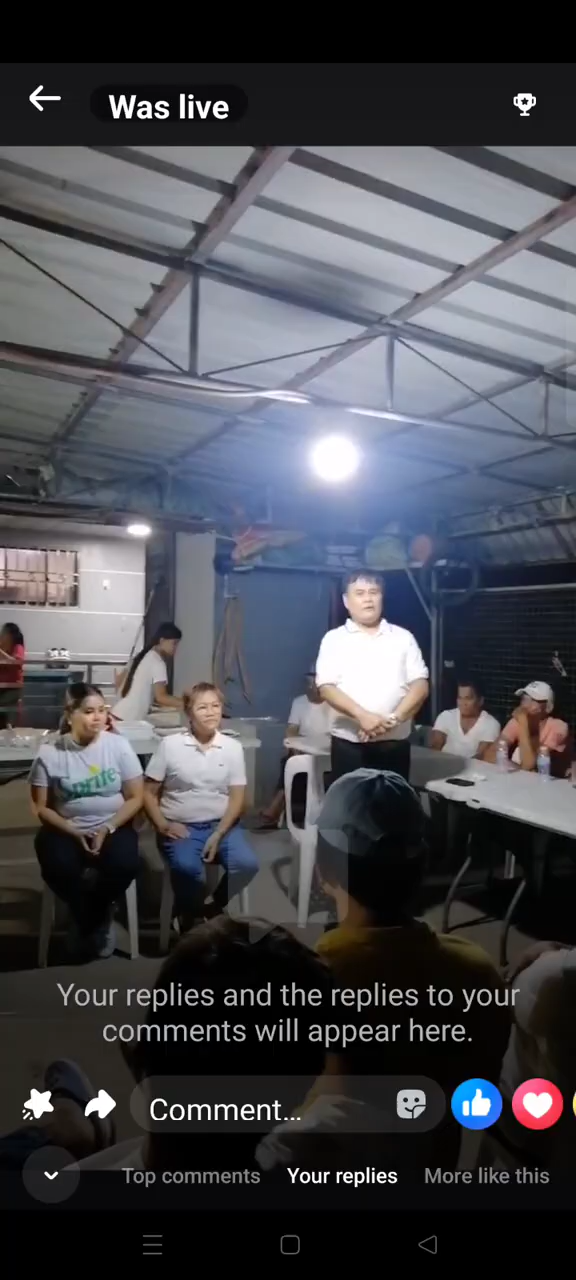 Was live
Sprite
Your replies and the replies to your
comments will appear here.
Comment...
Top comments
Your replies
More like this